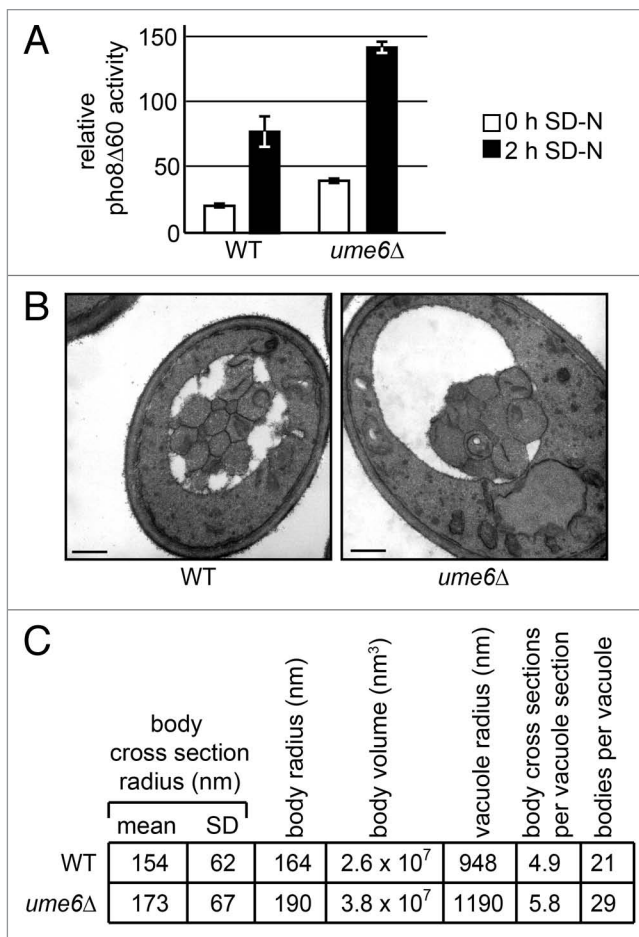 A
relative
pho8Δ60 activity
150
100
50
0
WT
ume6Δ
0 h SD-N
2 h SD-N
B
WT
ume6Δ
C
body
cross section
radius (nm)
mean
SD
body radius (nm)
body volume (nm³)
vacuole radius (nm)
body cross sections
per vacuole section
bodies per vacuole
WT 154 62 164 2.6 x 10⁷ 948 4.9 21
ume6Δ 173 67 190 3.8 x 10⁷ 1190 5.8 29